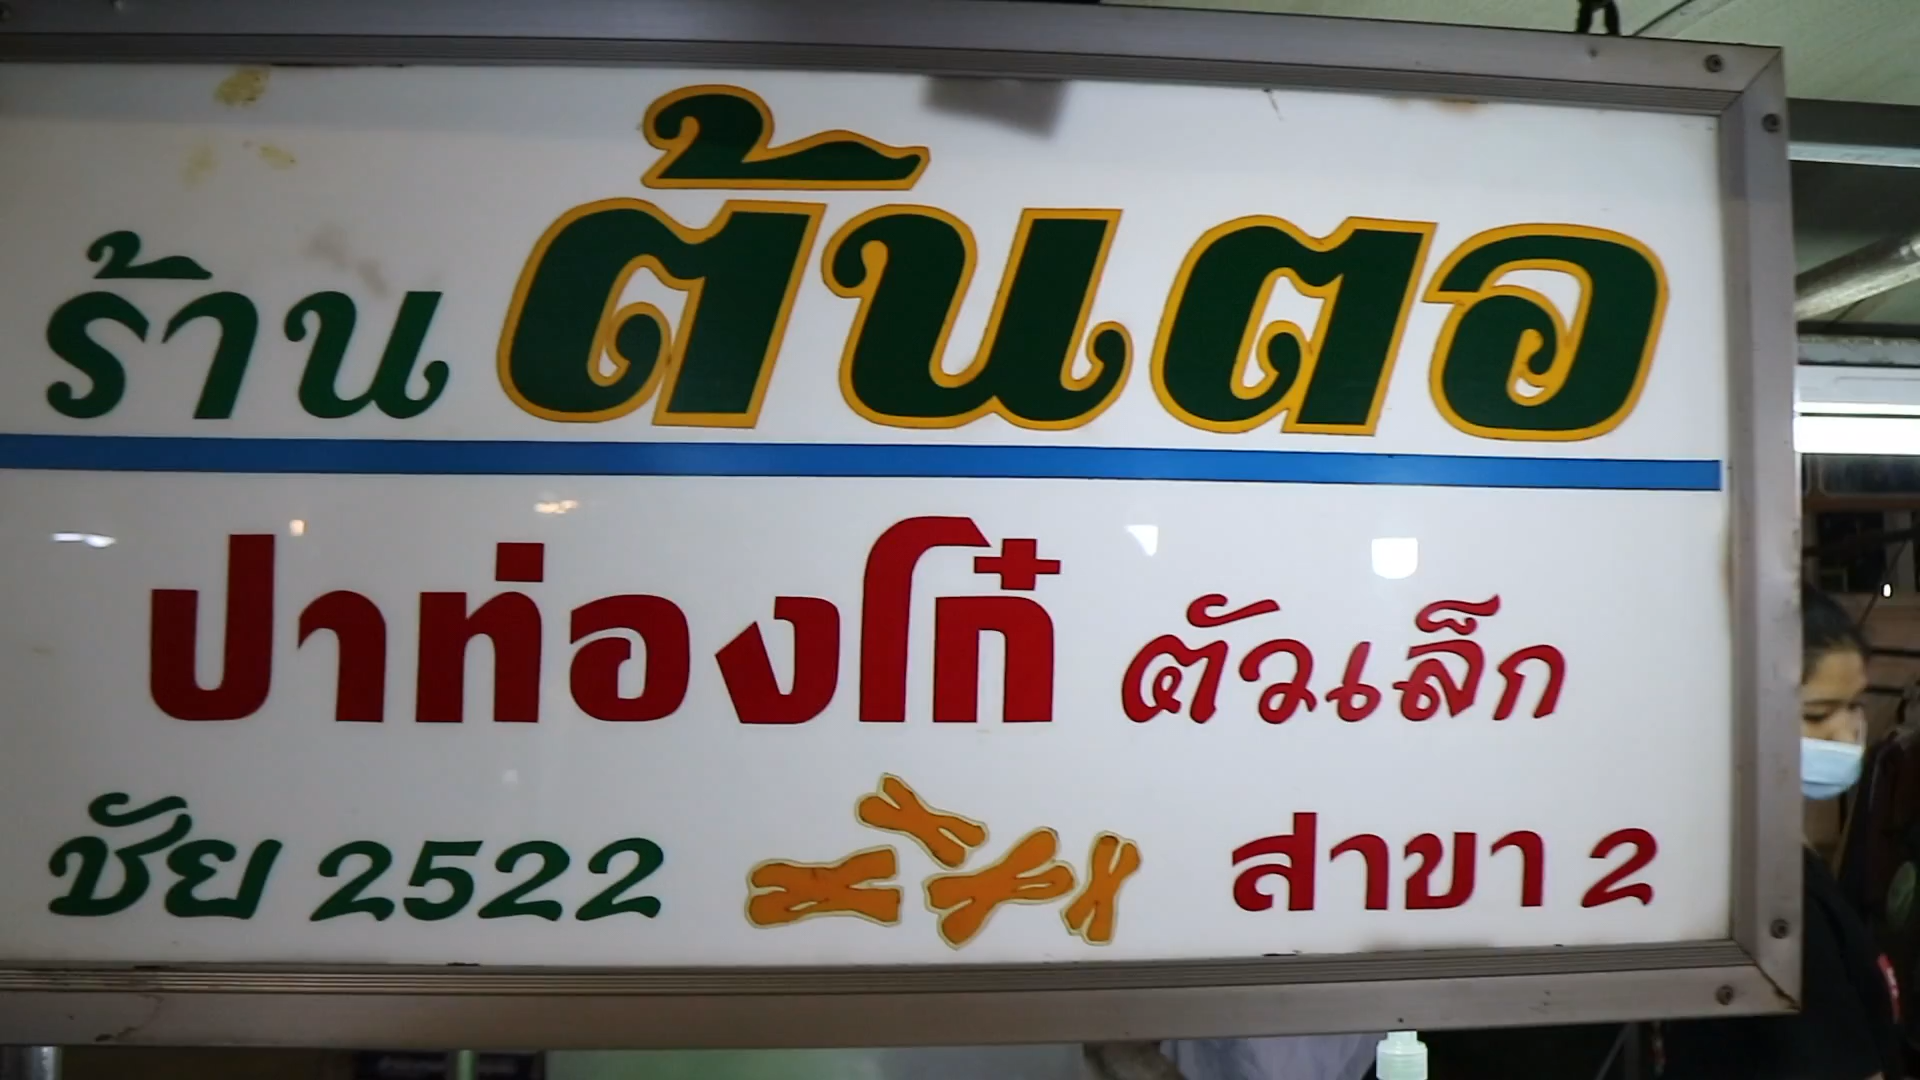 ร้าน ต้นตอ
ปาท่องโก๋ ตัวเล็ก
ชัย 2522 สาขา 2